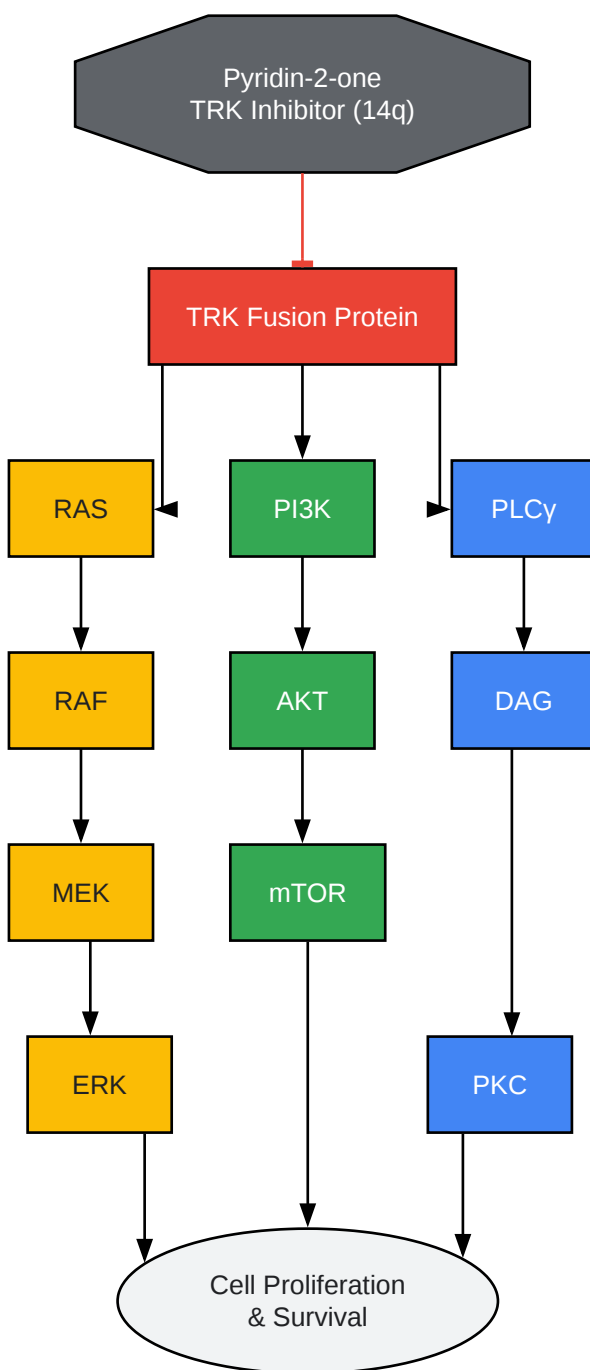 Pyridin-2-one
TRK Inhibitor (14q)
TRK Fusion Protein
RAS
PI3K
PLCγ
RAF
AKT
DAG
MEK
mTOR
ERK
PKC
Cell Proliferation
& Survival